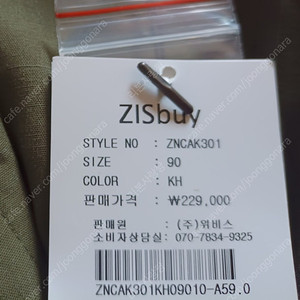 ZISbuy
STYLE NO : ZNCAK301
SIZE : 90
COLOR : KH
판매가격 : ₩229,000
판매원 : (주)위비스
소비자상담실: 070-7834-9325
ZNCAK301KH09010-A59.0